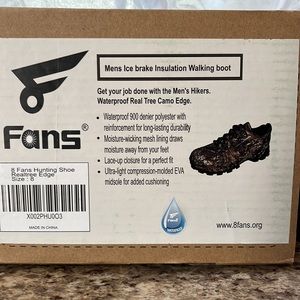 Mens Ice brake Insulation Walking boot
Get your job done with the Men's Hikers.
Waterproof Real Tree Camo Edge.
• Waterproof 900 denier polyester with
reinforcement for long-lasting durability
• Moisture-wicking mesh lining draws
moisture away from your feet
• Lace-up closure for a perfect fit
• Ultra-light compression-molded EVA
midsole for added cushioning
Fans®
8 Fans Hunting Shoe
Realtree Edge
Size : 8
X002PHU0O3
MADE IN CHINA
Fans
www.8fans.org